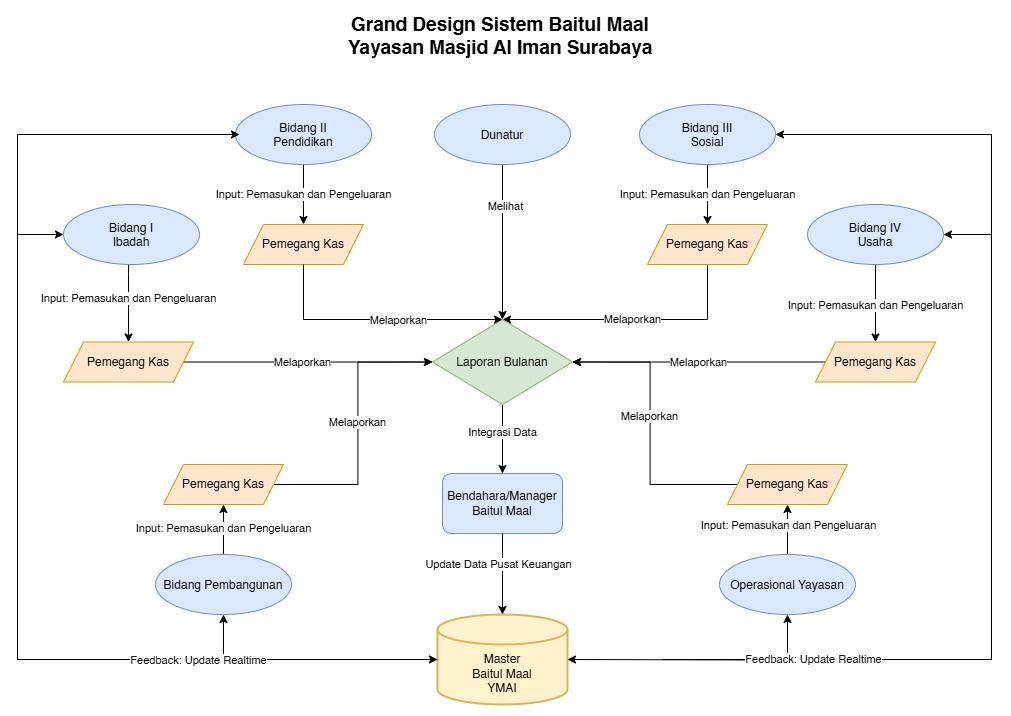 Grand Design Sistem Baitul Maal
Yayasan Masjid Al Iman Surabaya
Bidang II
Pendidikan
Dunatur
Bidang III
Sosial
Input: Pemasukan dan Pengeluaran
Melihat
Input: Pemasukan dan Pengeluaran
Bidang I
Ibadah
Pemegang Kas
Pemegang Kas
Bidang IV
Usaha
Input: Pemasukan dan Pengeluaran
Input: Pemasukan dan Pengeluaran
Melaporkan
Melaporkan
Pemegang Kas
Melaporkan
Laporan Bulanan
Melaporkan
Pemegang Kas
Melaporkan
Integrasi Data
Melaporkan
Pemegang Kas
Bendahara/Manager
Baitul Maal
Pemegang Kas
Input: Pemasukan dan Pengeluaran
Input: Pemasukan dan Pengeluaran
Update Data Pusat Keuangan
Bidang Pembangunan
Operasional Yayasan
Feedback: Update Realtime
Master
Baitul Maal
YMAI
Feedback: Update Realtime